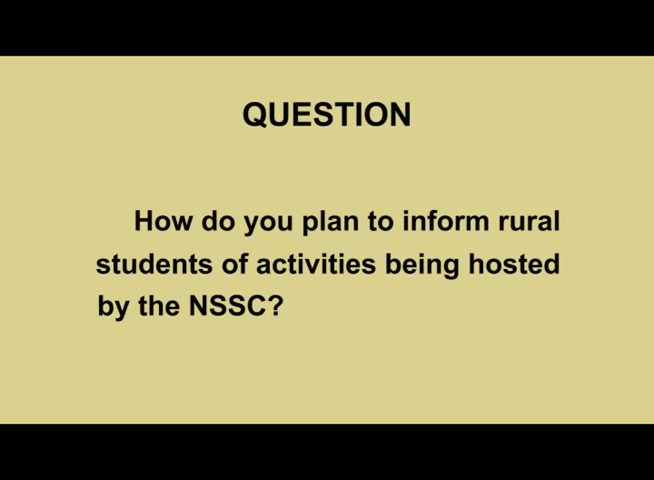 QUESTION
How do you plan to inform rural
students of activities being hosted
by the NSSC?